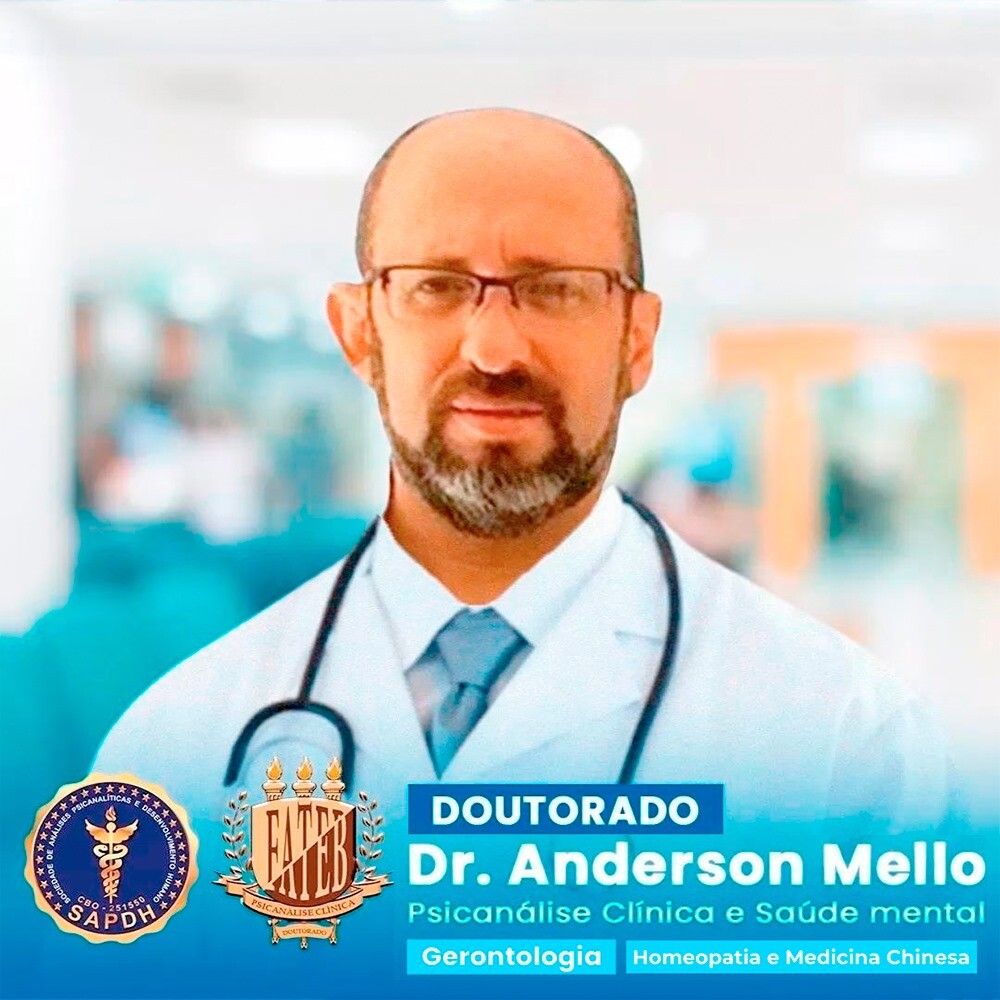 SOCIEDADE DE ANÁLISES PSICANALÍTICAS E DESENVOLVIMENTO HUMANO
CBO - 251550
SAPDH
FATEB
PSICANÁLISE CLÍNICA
DOUTORADO
DOUTORADO
Dr. Anderson Mello
Psicanálise Clínica e Saúde mental
Gerontologia
Homeopatia e Medicina Chinesa